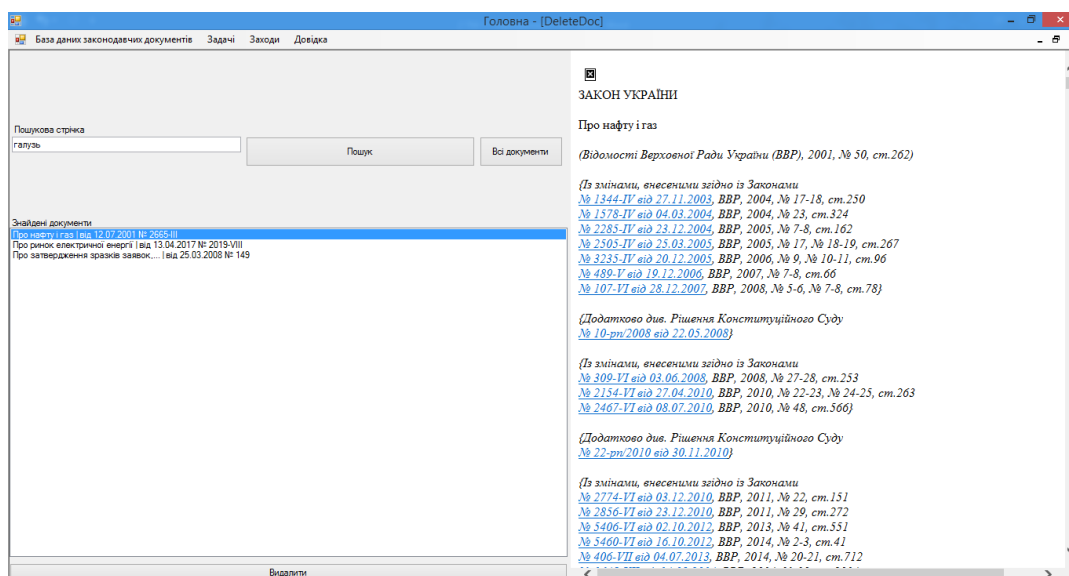 Головна - [DeleteDoc]
База даних законодавчих документів Задачі Заходи Довідка
Пошукова стрічка
галузь
Пошук
Всі документи
Знайдені документи
Про нафту і газ | від 12.07.2001 № 2665-III
Про ринок електричної енергії | від 13.04.2017 № 2019-VIII
Про затвердження зразків заявок,... | від 25.03.2008 № 149
Видалити
ЗАКОН УКРАЇНИ
Про нафту і газ
(Відомості Верховної Ради України (ВВР), 2001, № 50, ст.262)
{Із змінами, внесеними згідно із Законами
№ 1344-IV від 27.11.2003, ВВР, 2004, № 17-18, ст.250
№ 1578-IV від 04.03.2004, ВВР, 2004, № 23, ст.324
№ 2285-IV від 23.12.2004, ВВР, 2005, № 7-8, ст.162
№ 2505-IV від 25.03.2005, ВВР, 2005, № 17, № 18-19, ст.267
№ 3235-IV від 20.12.2005, ВВР, 2006, № 9, № 10-11, ст.96
№ 489-V від 19.12.2006, ВВР, 2007, № 7-8, ст.66
№ 107-VI від 28.12.2007, ВВР, 2008, № 5-6, № 7-8, ст.78}
{Додатково див. Рішення Конституційного Суду
№ 10-рп/2008 від 22.05.2008}
{Із змінами, внесеними згідно із Законами
№ 309-VI від 03.06.2008, ВВР, 2008, № 27-28, ст.253
№ 2154-VI від 27.04.2010, ВВР, 2010, № 22-23, № 24-25, ст.263
№ 2467-VI від 08.07.2010, ВВР, 2010, № 48, ст.566}
{Додатково див. Рішення Конституційного Суду
№ 22-рп/2010 від 30.11.2010}
{Із змінами, внесеними згідно із Законами
№ 2774-VI від 03.12.2010, ВВР, 2011, № 22, ст.151
№ 2856-VI від 23.12.2010, ВВР, 2011, № 29, ст.272
№ 5406-VI від 02.10.2012, ВВР, 2013, № 41, ст.551
№ 5460-VI від 16.10.2012, ВВР, 2014, № 2-3, ст.41
№ 406-VII від 04.07.2013, ВВР, 2014, № 20-21, ст.712